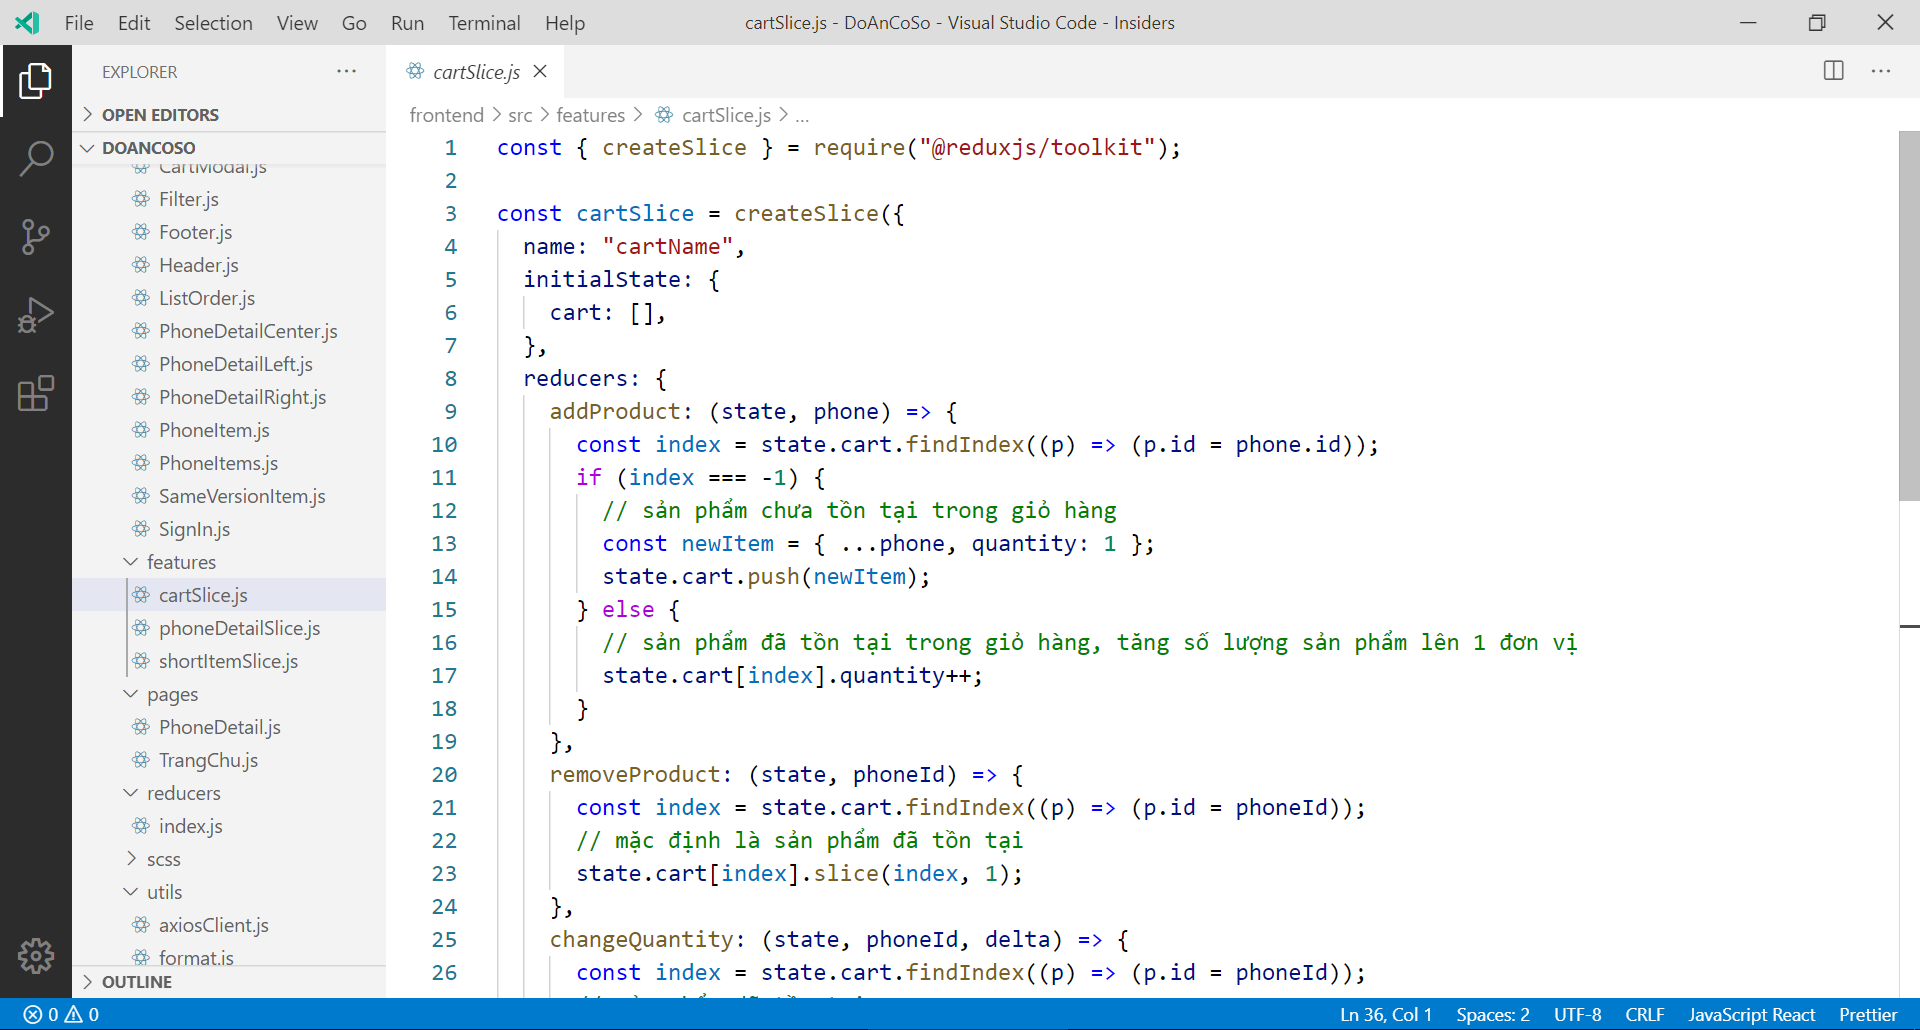 File Edit Selection View Go Run Terminal Help
cartSlice.js - DoAnCoSo - Visual Studio Code - Insiders
EXPLORER
OPEN EDITORS
DOANCOSO
CartModal.js
Filter.js
Footer.js
Header.js
ListOrder.js
PhoneDetailCenter.js
PhoneDetailLeft.js
PhoneDetailRight.js
PhoneItem.js
PhoneItems.js
SameVersionItem.js
SignIn.js
features
cartSlice.js
phoneDetailSlice.js
shortItemSlice.js
pages
PhoneDetail.js
TrangChu.js
reducers
index.js
scss
utils
axiosClient.js
format.js
OUTLINE
cartSlice.js
frontend > src > features > cartSlice.js > ...
1 const { createSlice } = require("@reduxjs/toolkit");
2
3 const cartSlice = createSlice({
4 name: "cartName",
5 initialState: {
6 cart: [],
7 },
8 reducers: {
9 addProduct: (state, phone) => {
10 const index = state.cart.findIndex((p) => (p.id = phone.id));
11 if (index === -1) {
12 // sản phẩm chưa tồn tại trong giỏ hàng
13 const newItem = { ...phone, quantity: 1 };
14 state.cart.push(newItem);
15 } else {
16 // sản phẩm đã tồn tại trong giỏ hàng, tăng số lượng sản phẩm lên 1 đơn vị
17 state.cart[index].quantity++;
18 }
19 },
20 removeProduct: (state, phoneId) => {
21 const index = state.cart.findIndex((p) => (p.id = phoneId));
22 // mặc định là sản phẩm đã tồn tại
23 state.cart[index].slice(index, 1);
24 },
25 changeQuantity: (state, phoneId, delta) => {
26 const index = state.cart.findIndex((p) => (p.id = phoneId));
0 0
Ln 36, Col 1 Spaces: 2 UTF-8 CRLF JavaScript React Prettier